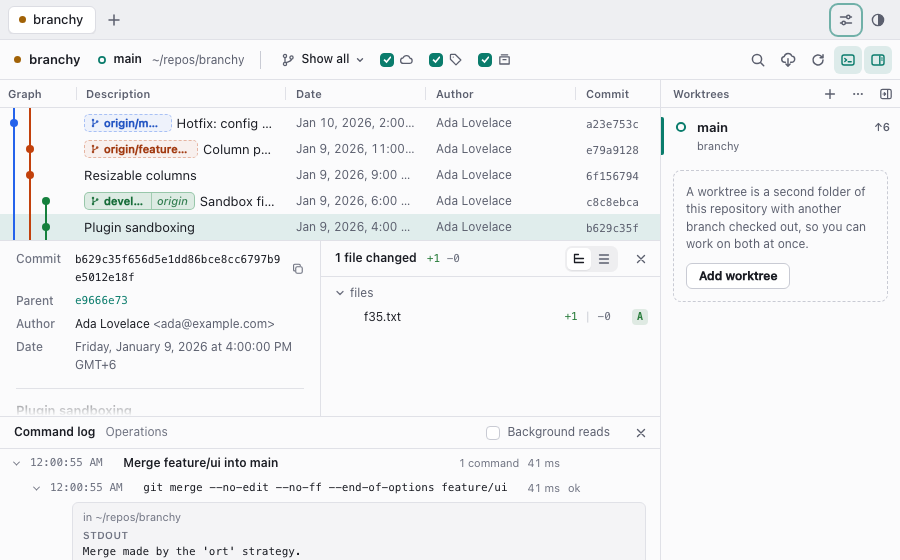 branchy
branchy main ~/repos/branchy Show all
Graph Description Date Author Commit
origin/m... Hotfix: config ... Jan 10, 2026, 2:00... Ada Lovelace a23e753c
origin/feature... Column p... Jan 9, 2026, 11:00... Ada Lovelace e79a9128
Resizable columns Jan 9, 2026, 9:00 ... Ada Lovelace 6f156794
devel... origin Sandbox fi... Jan 9, 2026, 6:00 ... Ada Lovelace c8c8ebca
Plugin sandboxing Jan 9, 2026, 4:00 ... Ada Lovelace b629c35f
Commit b629c35f656d5e1dd86bce8cc6797b9
e5012e18f
Parent e9666e73
Author Ada Lovelace <ada@example.com>
Date Friday, January 9, 2026 at 4:00:00 PM
GMT+6
Plugin sandboxing
1 file changed +1 −0
files
f35.txt +1 −0 A
Command log Operations Background reads
12:00:55 AM Merge feature/ui into main 1 command 41 ms
12:00:55 AM git merge --no-edit --no-ff --end-of-options feature/ui 41 ms ok
in ~/repos/branchy
STDOUT
Merge made by the 'ort' strategy.
Worktrees
main ↑6
branchy
A worktree is a second folder of
this repository with another
branch checked out, so you can
work on both at once.
Add worktree